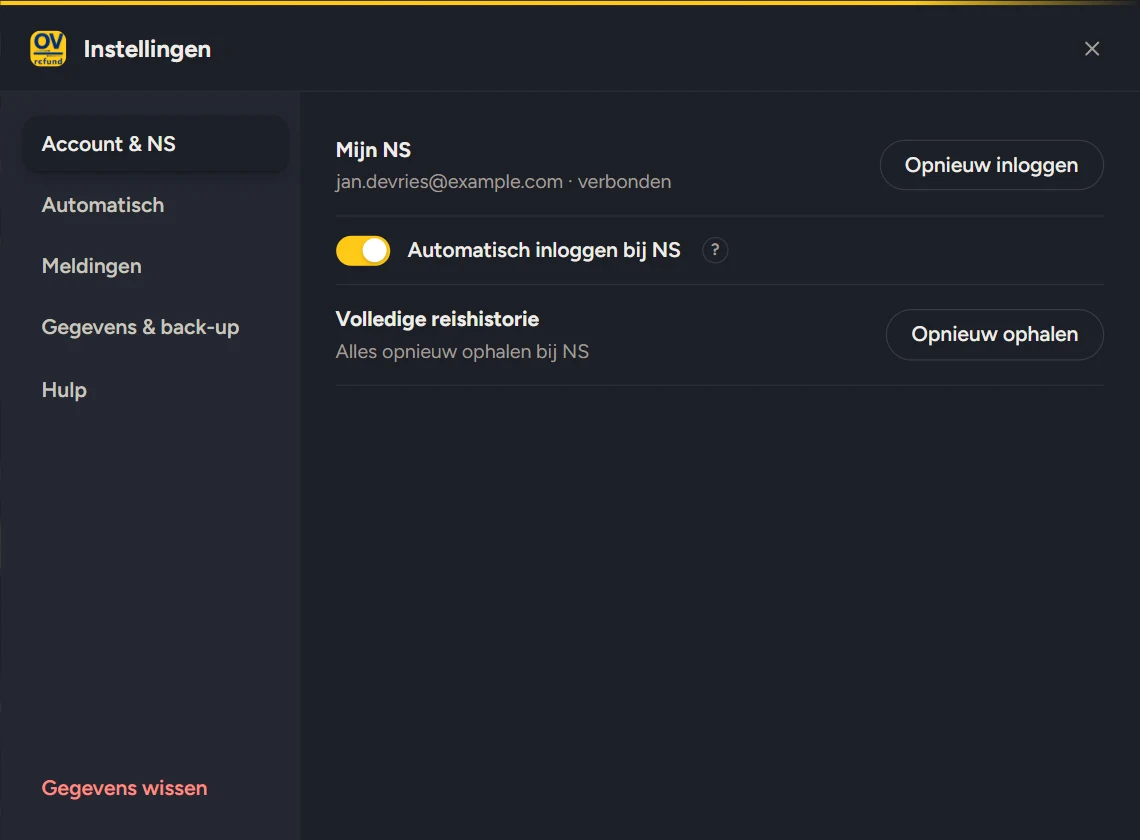 OV
refund
Instellingen
Account & NS
Automatisch
Meldingen
Gegevens & back-up
Hulp
Gegevens wissen
Mijn NS
jan.devries@example.com · verbonden
Opnieuw inloggen
Automatisch inloggen bij NS ?
Volledige reishistorie
Alles opnieuw ophalen bij NS
Opnieuw ophalen